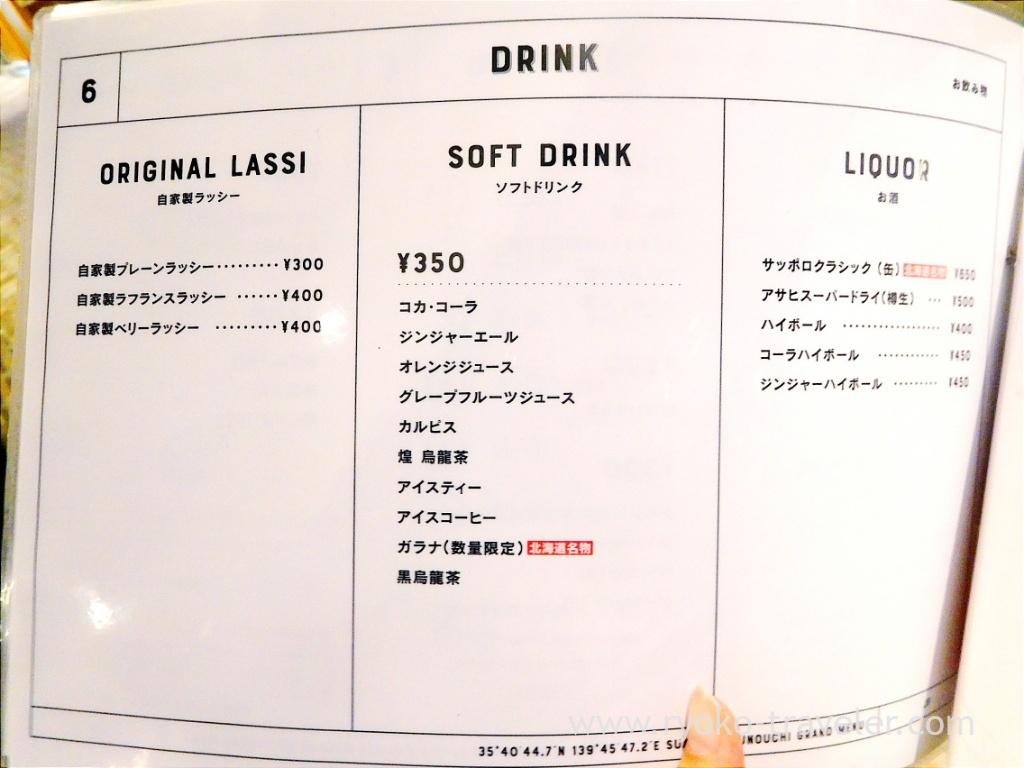 6
DRINK
お飲み物
ORIGINAL LASSI
自家製ラッシー
自家製プレーンラッシー・・・・・・・・・¥300
自家製ラフランスラッシー ・・・・・・¥400
自家製ベリーラッシー ・・・・・・・・・¥400
SOFT DRINK
ソフトドリンク
¥350
コカ・コーラ
ジンジャーエール
オレンジジュース
グレープフルーツジュース
カルピス
煌 烏龍茶
アイスティー
アイスコーヒー
ガラナ(数量限定) 北海道名物
黒烏龍茶
LIQUOR
お酒
サッポロクラシック (缶) 北海道名物 ¥650
アサヒスーパードライ(樽生) ・・・ ¥500
ハイボール ・・・・・・・・・・・・・・・・ ¥400
コーラハイボール ・・・・・・・・・・・ ¥450
ジンジャーハイボール ・・・・・・・・ ¥450
35°40'44.7"N 139°45'47.2"E GRAND MENU
www.ryoko-traveler.com